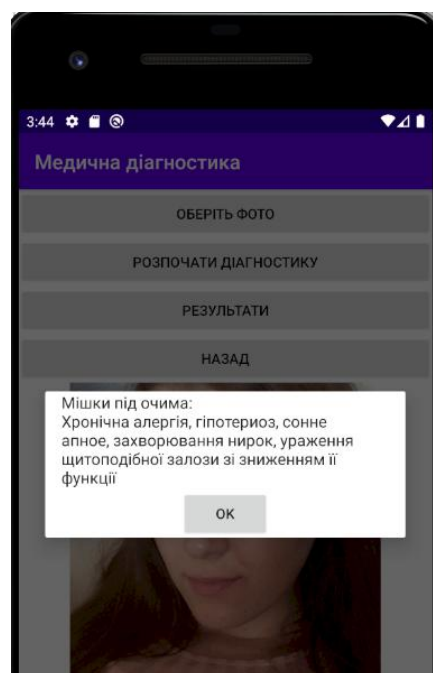 3:44
Медична діагностика
ОБЕРІТЬ ФОТО
РОЗПОЧАТИ ДІАГНОСТИКУ
РЕЗУЛЬТАТИ
НАЗАД
Мішки під очима:
Хронічна алергія, гіпотериоз, сонне
апное, захворювання нирок, ураження
щитоподібної залози зі зниженням її
функції
ОК